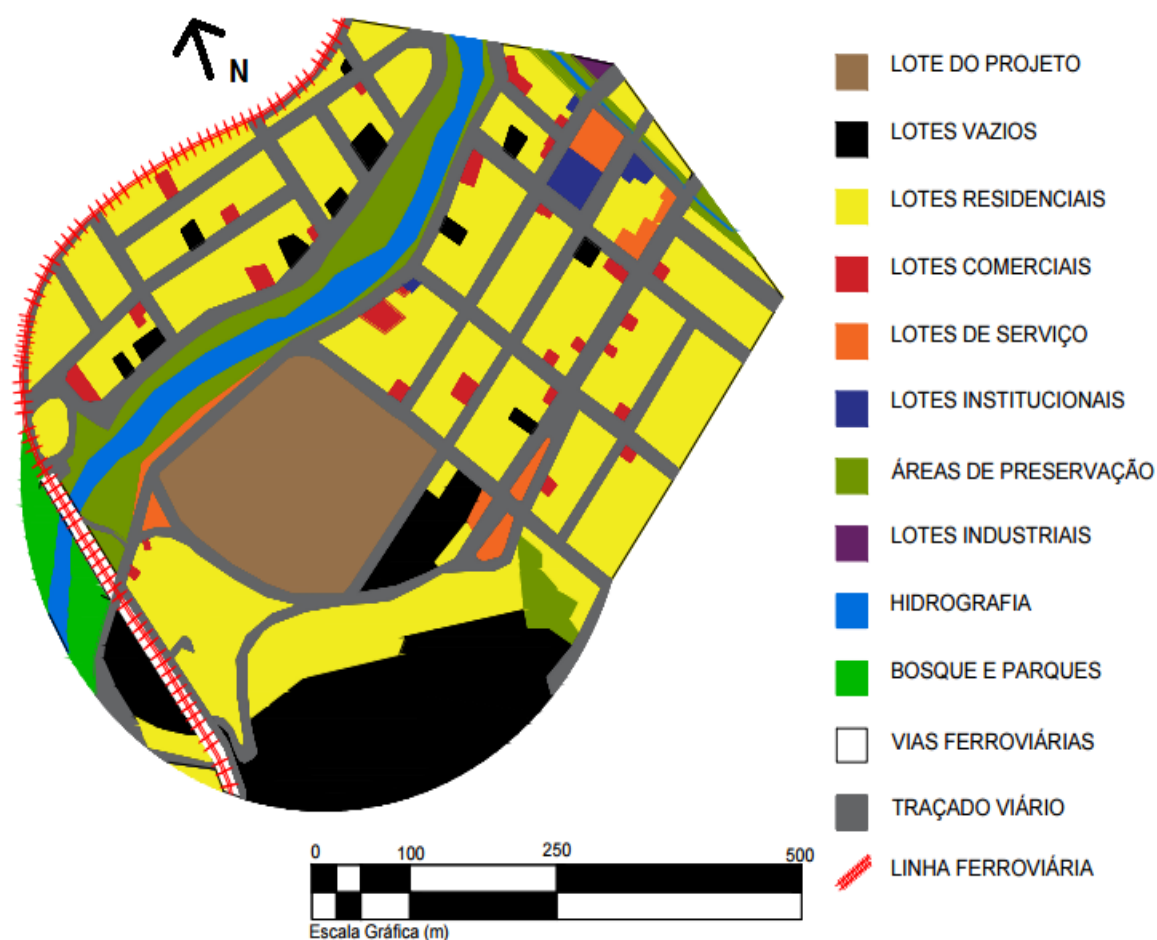 N
LOTE DO PROJETO
LOTES VAZIOS
LOTES RESIDENCIAIS
LOTES COMERCIAIS
LOTES DE SERVIÇO
LOTES INSTITUCIONAIS
ÁREAS DE PRESERVAÇÃO
LOTES INDUSTRIAIS
HIDROGRAFIA
BOSQUE E PARQUES
VIAS FERROVIÁRIAS
TRAÇADO VIÁRIO
LINHA FERROVIÁRIA
0 100 250 500
Escala Gráfica (m)